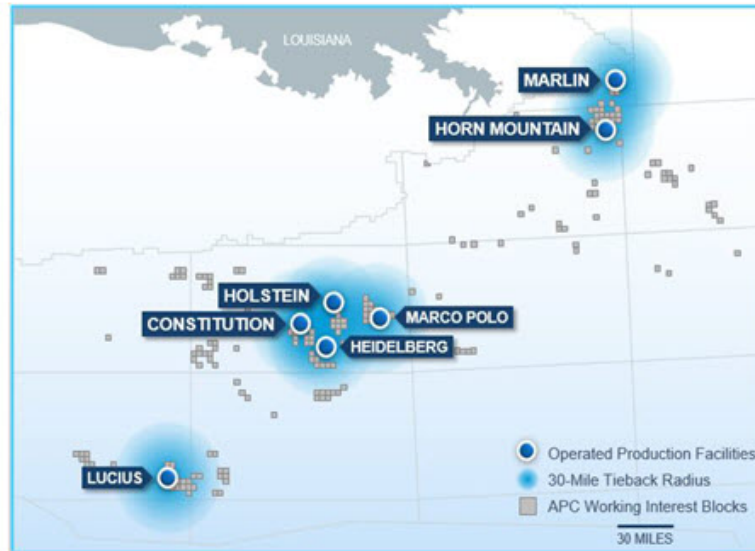 LOUISIANA
MARLIN
HORN MOUNTAIN
HOLSTEIN
CONSTITUTION
MARCO POLO
HEIDELBERG
LUCIUS
Operated Production Facilities
30-Mile Tieback Radius
APC Working Interest Blocks
30 MILES